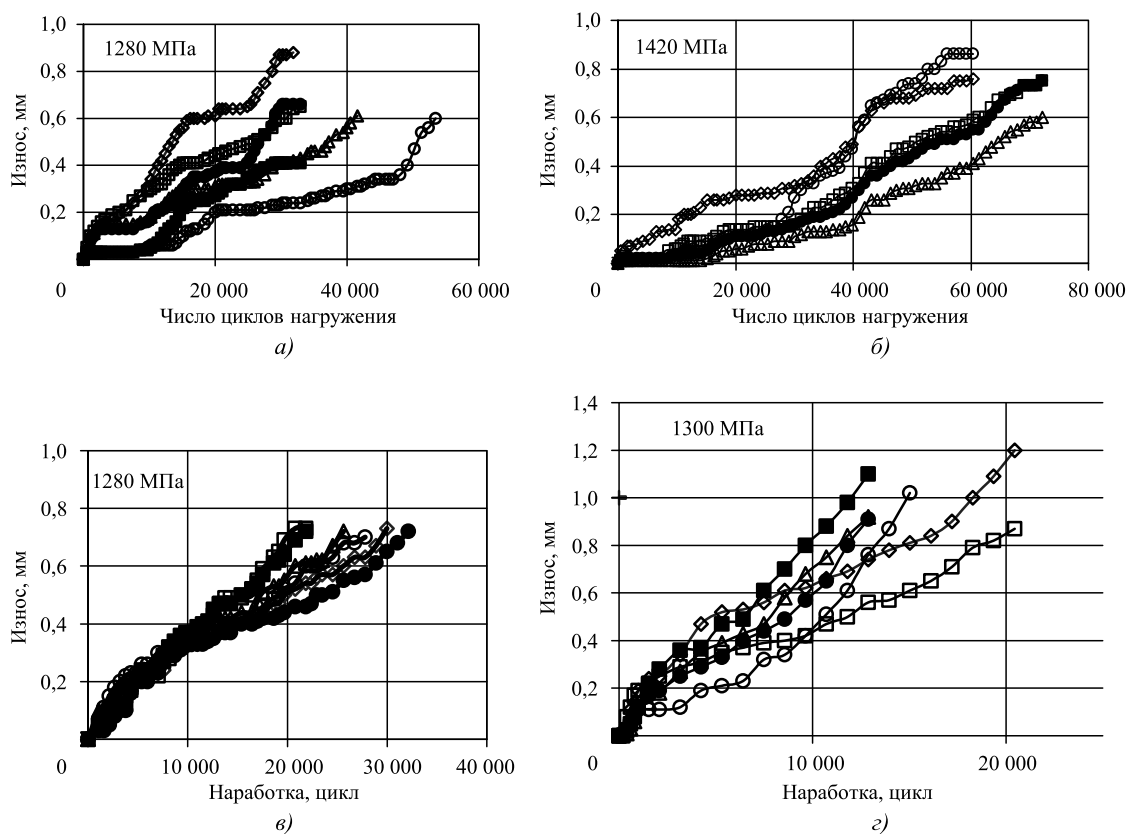 1,0
1280 МПа
0,8
0,6
0,4
0,2
0
20 000
40 000
60 000
Износ, мм
Число циклов нагружения
а)
1,0
1420 МПа
0,8
0,6
0,4
0,2
0
20 000
40 000
60 000
80 000
Износ, мм
Число циклов нагружения
б)
1,0
1280 МПа
0,8
0,6
0,4
0,2
0
10 000
20 000
30 000
40 000
Износ, мм
Наработка, цикл
в)
1,4
1300 МПа
1,2
1,0
0,8
0,6
0,4
0,2
0
10 000
20 000
Износ, мм
Наработка, цикл
г)